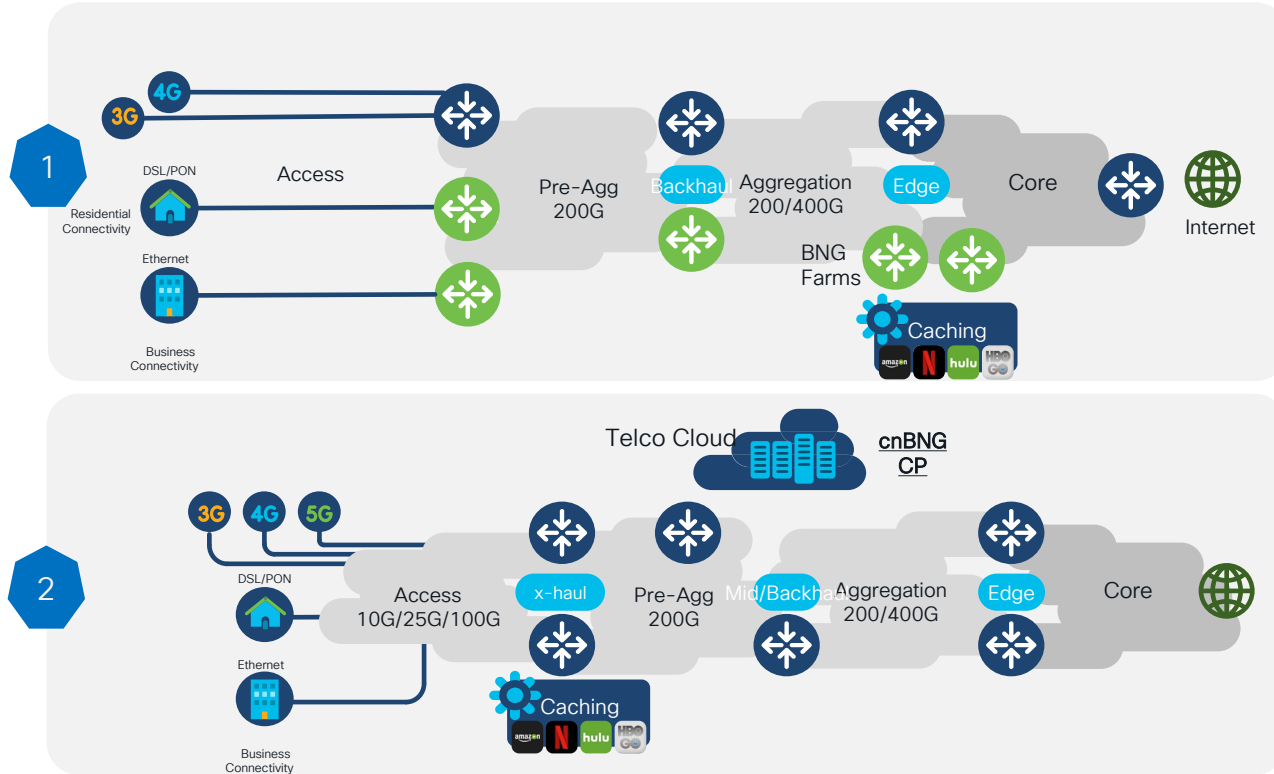 1
4G
3G
DSL/PON
Residential
Connectivity
Access
Ethernet
Business
Connectivity
Pre-Agg
200G
Backhaul
Aggregation
200/400G
Edge
Core
Internet
BNG
Farms
Caching
amazon
N
hulu
HBO
GO
2
Telco Cloud
cnBNG
CP
3G
4G
5G
DSL/PON
Ethernet
Business
Connectivity
Access
10G/25G/100G
x-haul
Pre-Agg
200G
Mid/Backhaul
Aggregation
200/400G
Edge
Core
Caching
amazon
N
hulu
HBO
GO